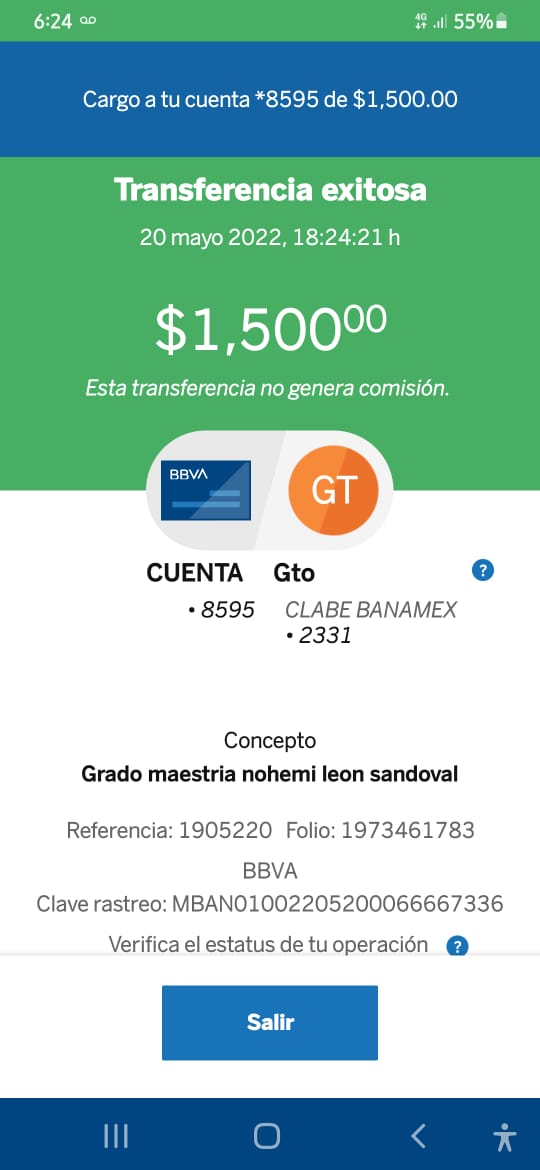 6:24
4G
55%
Cargo a tu cuenta *8595 de $1,500.00
Transferencia exitosa
20 mayo 2022, 18:24:21 h
$1,500⁰⁰
Esta transferencia no genera comisión.
BBVA
GT
CUENTA
• 8595
Gto
?
CLABE BANAMEX
• 2331
Concepto
Grado maestria nohemi leon sandoval
Referencia: 1905220 Folio: 1973461783
BBVA
Clave rastreo: MBAN01002205200066667336
Verifica el estatus de tu operación ?
Salir